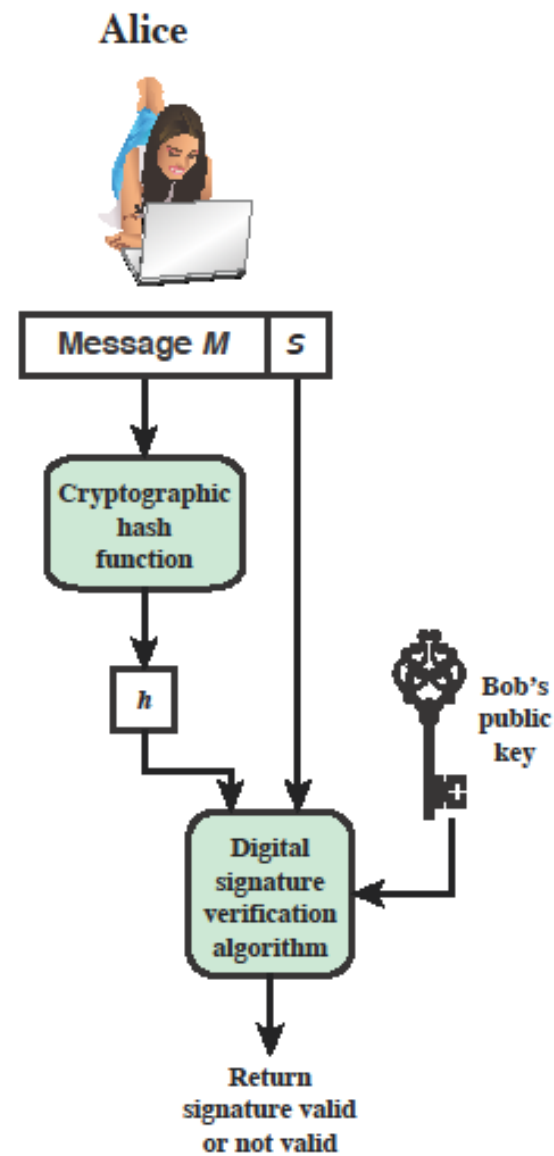 Alice
Message M
S
Cryptographic
hash
function
h
Bob’s
public
key
Digital
signature
verification
algorithm
Return
signature valid
or not valid